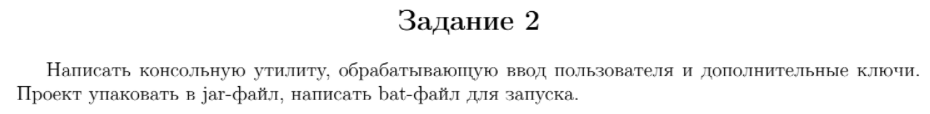 Задание 2
Написать консольную утилиту, обрабатывающую ввод пользователя и дополнительные ключи.
Проект упаковать в jar-файл, написать bat-файл для запуска.